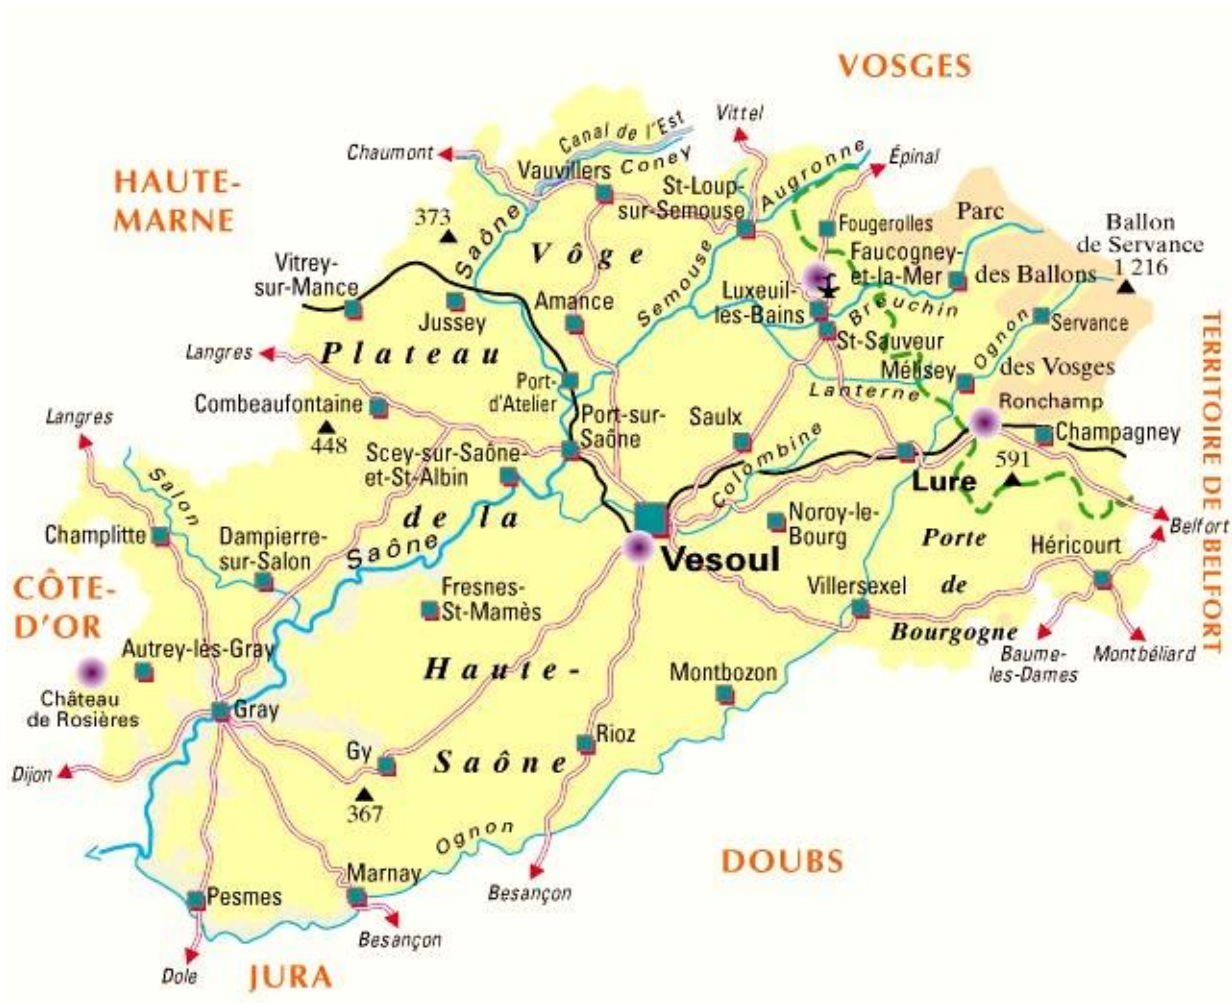 VOSGES
Vittel
Canal de l'Est
Chaumont
Épinal
Coney
Augronne
Vauvillers
St-Loup-
sur-Semouse
HAUTE-
MARNE
373
Saône
Vôge
Fougerolles
Parc
Ballon
de Servance
1 216
Faucogney-
et-la-Mer
des Ballons
Vitrey-
sur-Mance
Jussey
Amance
Semouse
Luxeuil-
les-Bains
Breuchin
Ognon
Servance
St-Sauveur
TERRITOIRE DE BELFORT
Langres
Plateau
Port-
d'Atelier
Mélisey
des Vosges
Lanterne
Ronchamp
Langres
Combeaufontaine
448
Port-sur-
Saône
Saulx
Champagney
Scey-sur-Saône-
et-St-Albin
Colombine
Lure
591
Salon
de la
Champlitte
Dampierre-
sur-Salon
Saône
Noroy-le-
Bourg
Porte
Belfort
Héricourt
Vesoul
CÔTE-
D'OR
Fresnes-
St-Mamès
Villersexel
de
Bourgogne
Autrey-lès-Gray
Haute-
Baume-
les-Dames
Montbéliard
Château
de Rosières
Montbozon
Gray
Rioz
Gy
Saône
Dijon
367
Ognon
DOUBS
Marnay
Besançon
Pesmes
Besançon
Dole
JURA